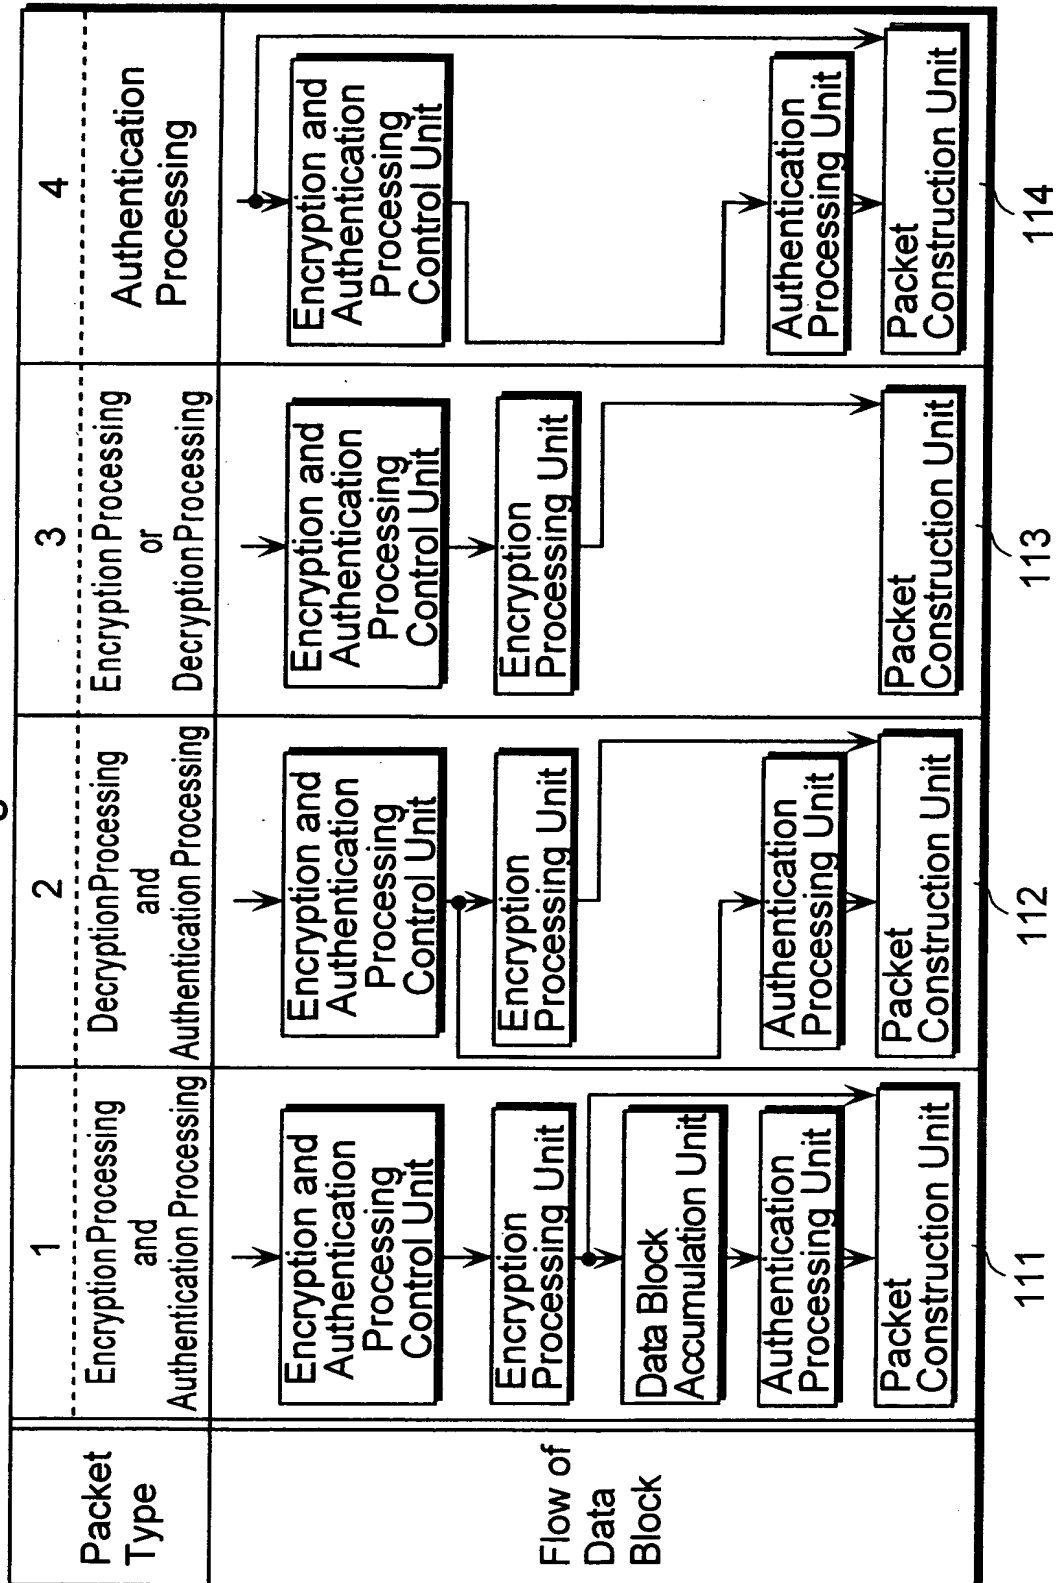 Packet
Type
1
Encryption Processing
and
Authentication Processing
2
Decryption Processing
and
Authentication Processing
3
Encryption Processing
or
Decryption Processing
4
Authentication
Processing
Flow of
Data
Block
Encryption and
Authentication
Processing
Control Unit
Encryption
Processing Unit
Data Block
Accumulation Unit
Authentication
Processing Unit
Packet
Construction Unit
111
Encryption and
Authentication
Processing
Control Unit
Encryption
Processing Unit
Authentication
Processing Unit
Packet
Construction Unit
112
Encryption and
Authentication
Processing
Control Unit
Encryption
Processing Unit
Packet
Construction Unit
113
Encryption and
Authentication
Processing
Control Unit
Authentication
Processing Unit
Packet
Construction Unit
114